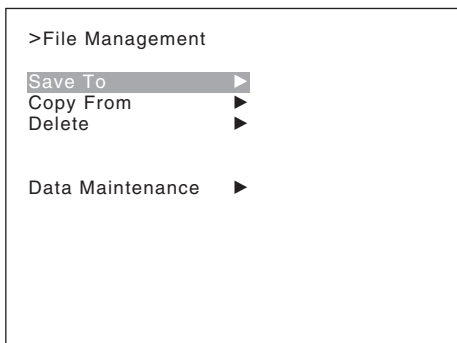 >File Management
Save To ▶
Copy From ▶
Delete ▶
Data Maintenance ▶